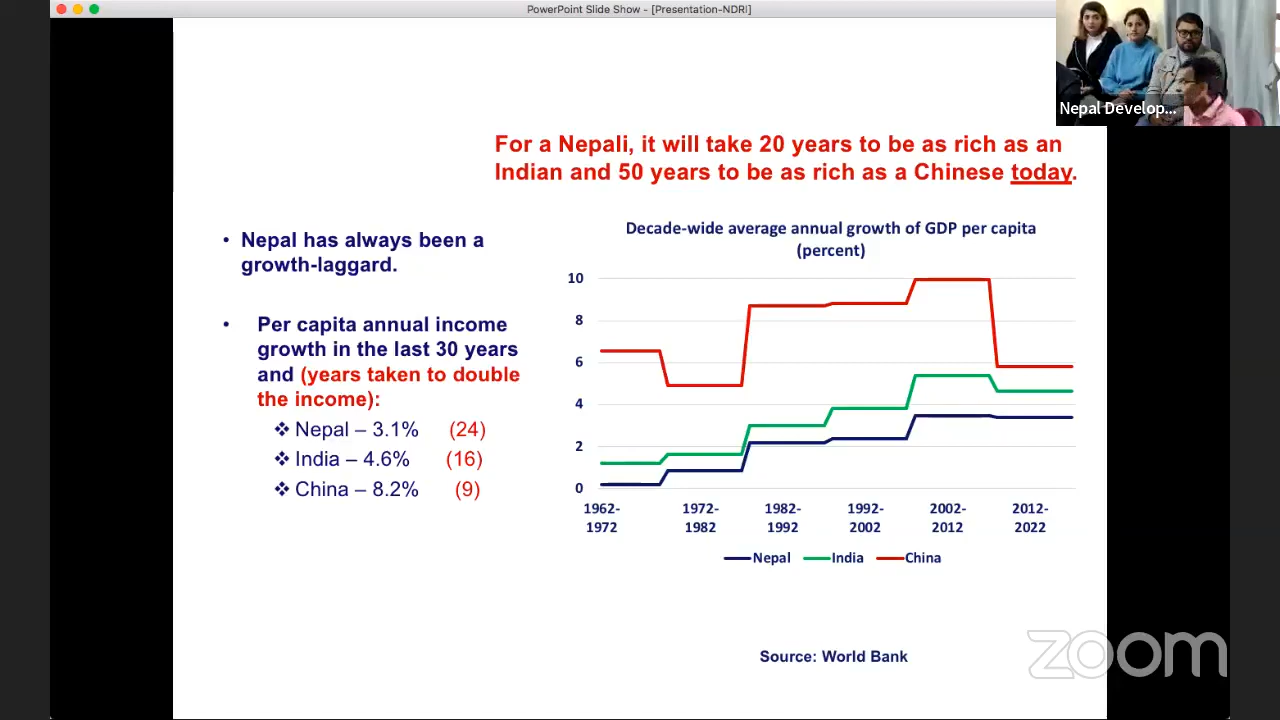 PowerPoint Slide Show - [Presentation-NDRI]
Nepal Develop...
For a Nepali, it will take 20 years to be as rich as an
Indian and 50 years to be as rich as a Chinese today.
• Nepal has always been a
growth-laggard.
• Per capita annual income
growth in the last 30 years
and (years taken to double
the income):
❖ Nepal – 3.1% (24)
❖ India – 4.6% (16)
❖ China – 8.2% (9)
Decade-wide average annual growth of GDP per capita
(percent)
10
8
6
4
2
0
1962-
1972
1972-
1982
1982-
1992
1992-
2002
2002-
2012
2012-
2022
Nepal India China
Source: World Bank
zoom